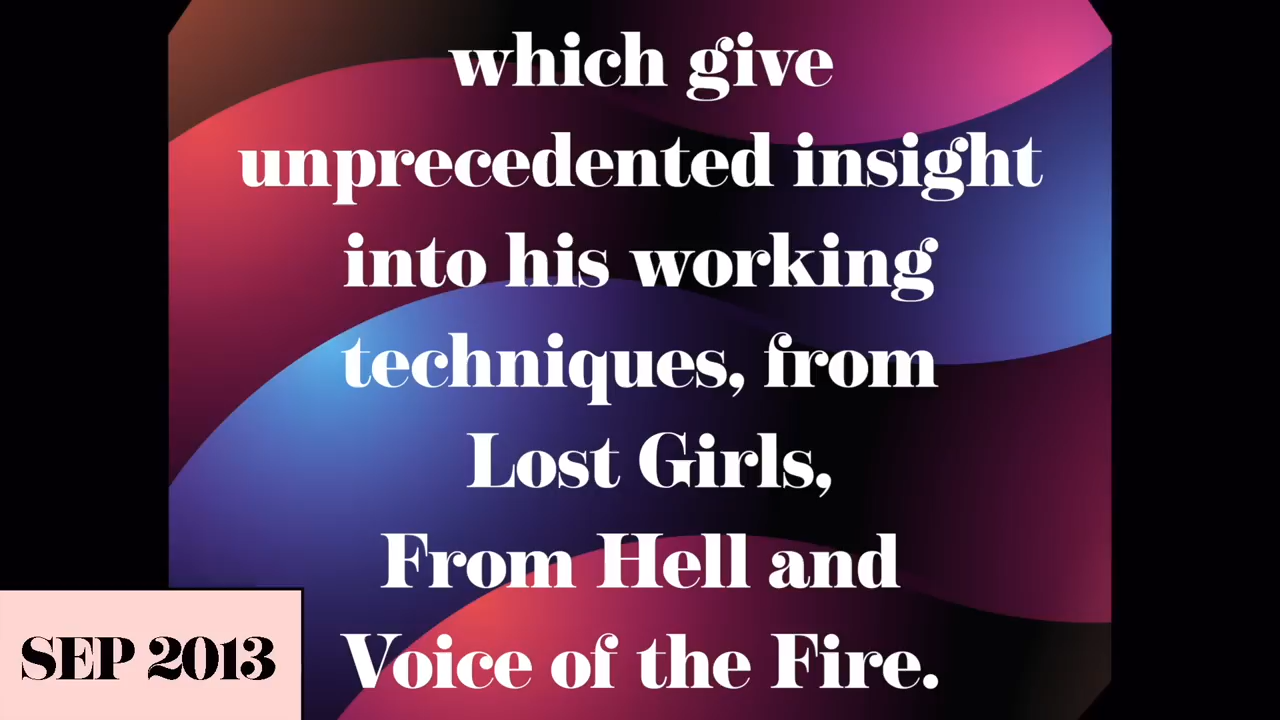 which give
unprecedented insight
into his working
techniques, from
Lost Girls,
From Hell and
Voice of the Fire.
SEP 2013